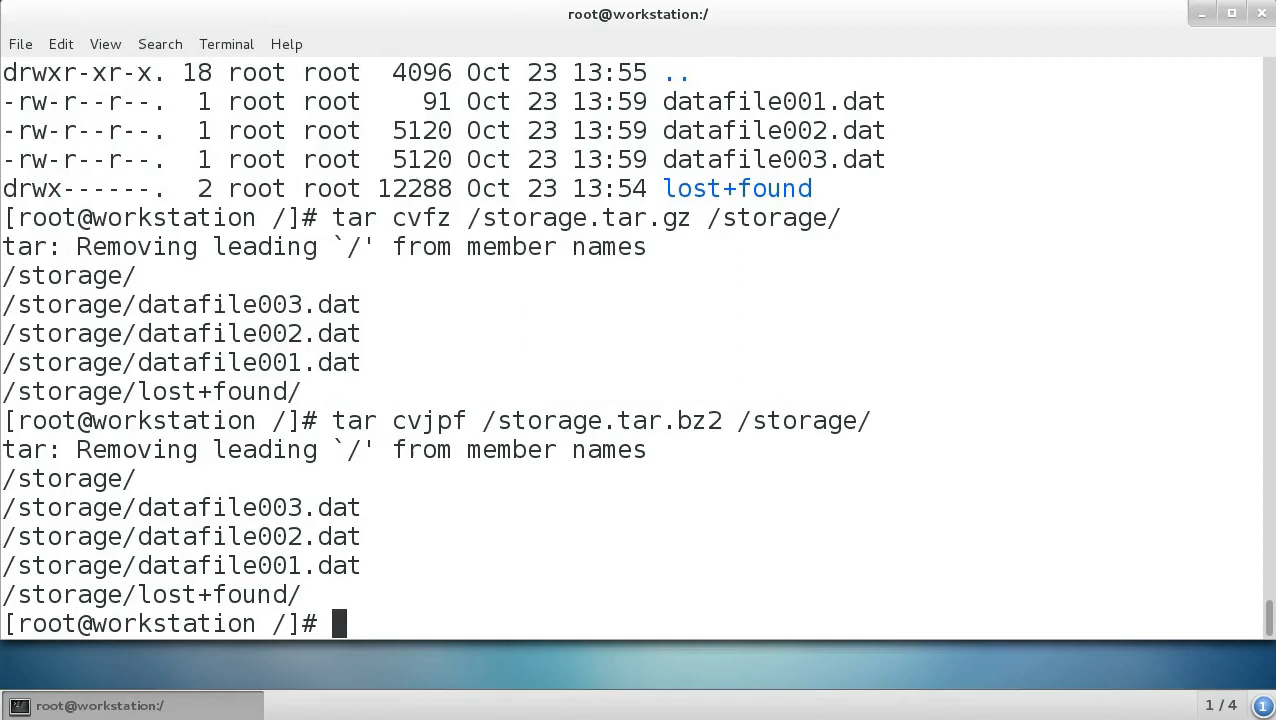 root@workstation:/
File Edit View Search Terminal Help
drwxr-xr-x. 18 root root  4096 Oct 23 13:55 ..
-rw-r--r--.  1 root root    91 Oct 23 13:59 datafile001.dat
-rw-r--r--.  1 root root  5120 Oct 23 13:59 datafile002.dat
-rw-r--r--.  1 root root  5120 Oct 23 13:59 datafile003.dat
drwx------.  2 root root 12288 Oct 23 13:54 lost+found
[root@workstation /]# tar cvfz /storage.tar.gz /storage/
tar: Removing leading `/' from member names
/storage/
/storage/datafile003.dat
/storage/datafile002.dat
/storage/datafile001.dat
/storage/lost+found/
[root@workstation /]# tar cvjpf /storage.tar.bz2 /storage/
tar: Removing leading `/' from member names
/storage/
/storage/datafile003.dat
/storage/datafile002.dat
/storage/datafile001.dat
/storage/lost+found/
[root@workstation /]#
root@workstation:/ 1 / 4 1